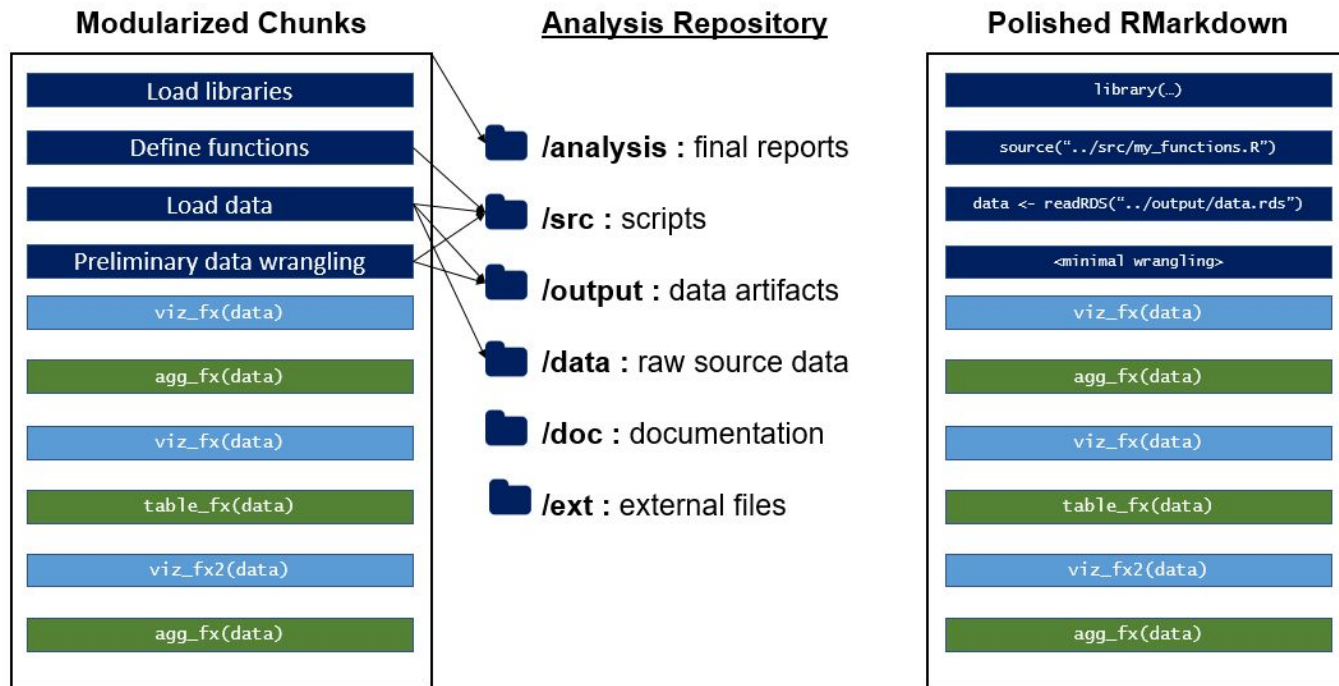 Modularized Chunks
Load libraries
Define functions
Load data
Preliminary data wrangling
viz_fx(data)
agg_fx(data)
viz_fx(data)
table_fx(data)
viz_fx2(data)
agg_fx(data)
Analysis Repository
/analysis : final reports
/src : scripts
/output : data artifacts
/data : raw source data
/doc : documentation
/ext : external files
Polished RMarkdown
library(…)
source(“../src/my_functions.R”)
data <- readRDS(“../output/data.rds”)
<minimal wrangling>
viz_fx(data)
agg_fx(data)
viz_fx(data)
table_fx(data)
viz_fx2(data)
agg_fx(data)